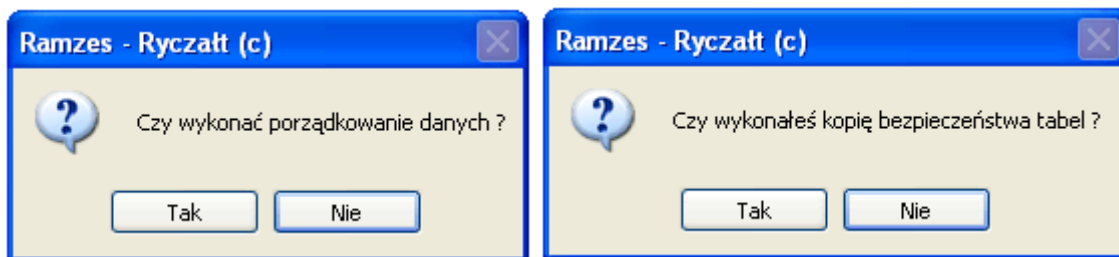 Ramzes - Ryczałt (c)
Czy wykonać porządkowanie danych ?
Tak
Nie
Ramzes - Ryczałt (c)
Czy wykonałeś kopię bezpieczeństwa tabel ?
Tak
Nie